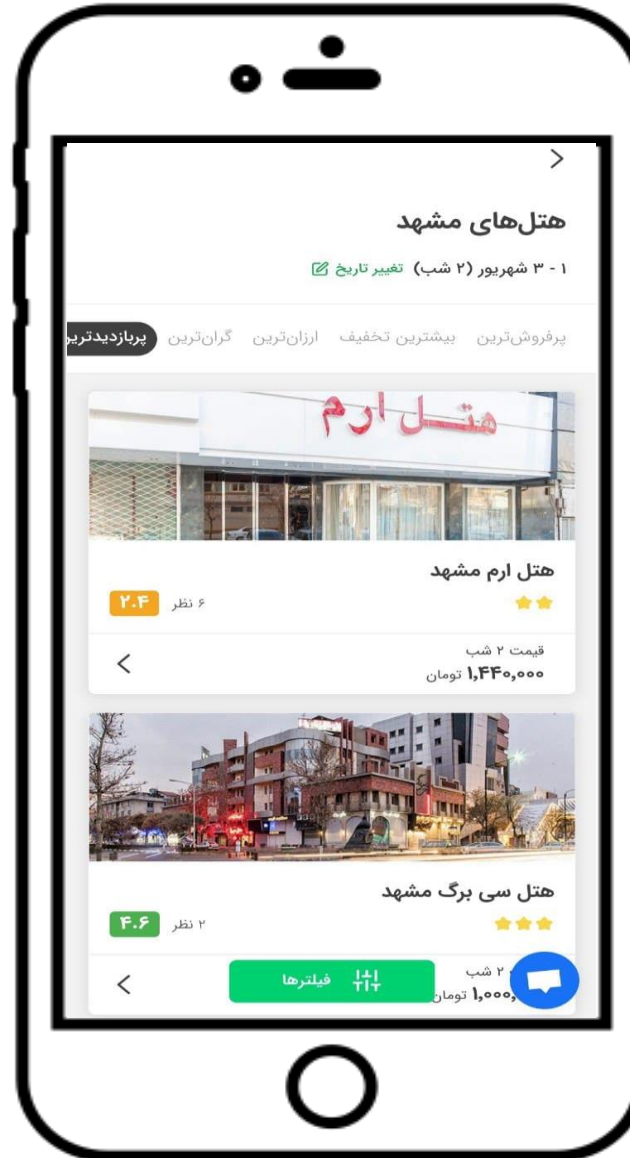 هتل‌های مشهد
۱ - ۳ شهریور (۲ شب) تغییر تاریخ
پرفروش‌ترین بیشترین تخفیف ارزان‌ترین گران‌ترین پربازدیدترین
هتل ارم
هتل ارم مشهد
۶ نظر ۲.۴
قیمت ۲ شب
۱,۴۴۰,۰۰۰ تومان
هتل سی برگ مشهد
۲ نظر ۴.۶
۲ شب
تومان
فیلترها